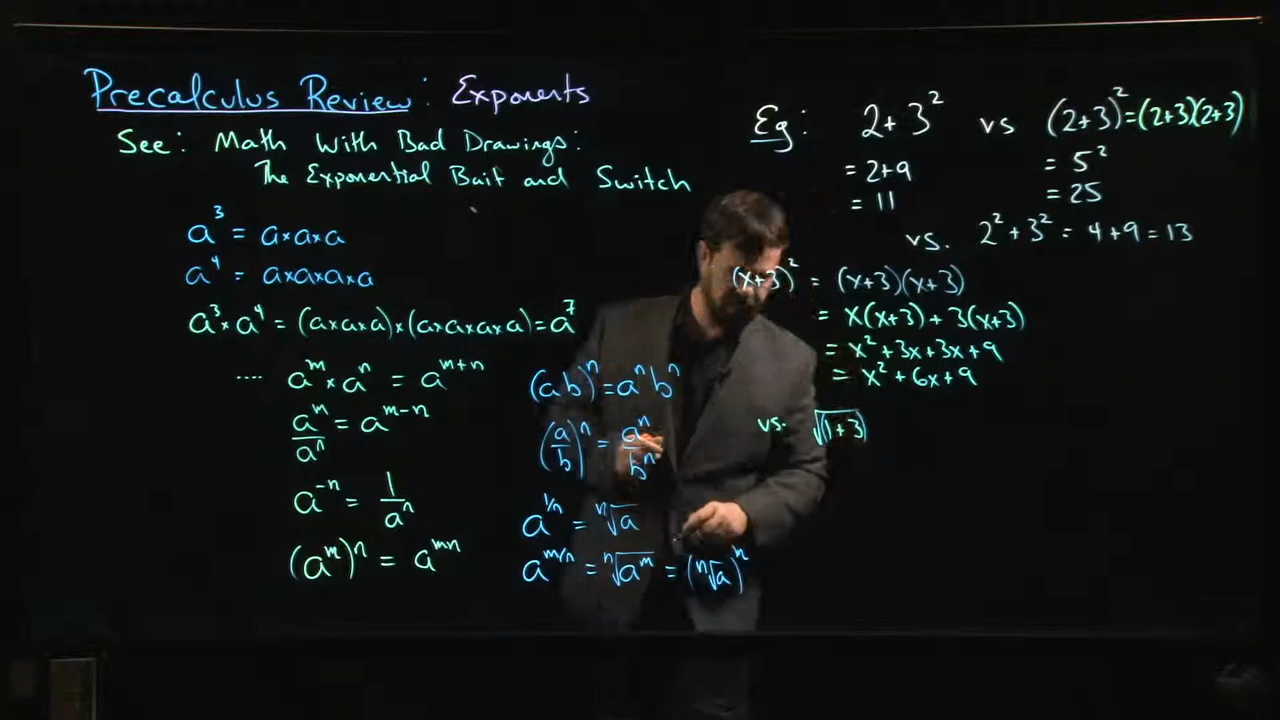 Precalculus Review: Exponents
See: Math With Bad Drawings:
The Exponential Bait and Switch
a³ = a×a×a
a⁴ = a×a×a×a
a³×a⁴ = (a×a×a)×(a×a×a×a) = a⁷
.... aᵐ×aⁿ = aᵐ⁺ⁿ
aᵐ/aⁿ = aᵐ⁻ⁿ
a⁻ⁿ = 1/aⁿ
(aᵐ)ⁿ = aᵐⁿ
(ab)ⁿ = aⁿbⁿ
(a/b)ⁿ = aⁿ/bⁿ
a^(1/n) = ⁿ√a
a^(m/n) = ⁿ√(aᵐ) = (ⁿ√a)ᵐ
Eg: 2+3² vs (2+3)² = (2+3)(2+3)
= 2+9
= 11
= 5²
= 25
vs. 2²+3² = 4+9 = 13
(x+3)² = (x+3)(x+3)
= x(x+3) + 3(x+3)
= x²+3x+3x+9
= x²+6x+9
vs. √(1+3)